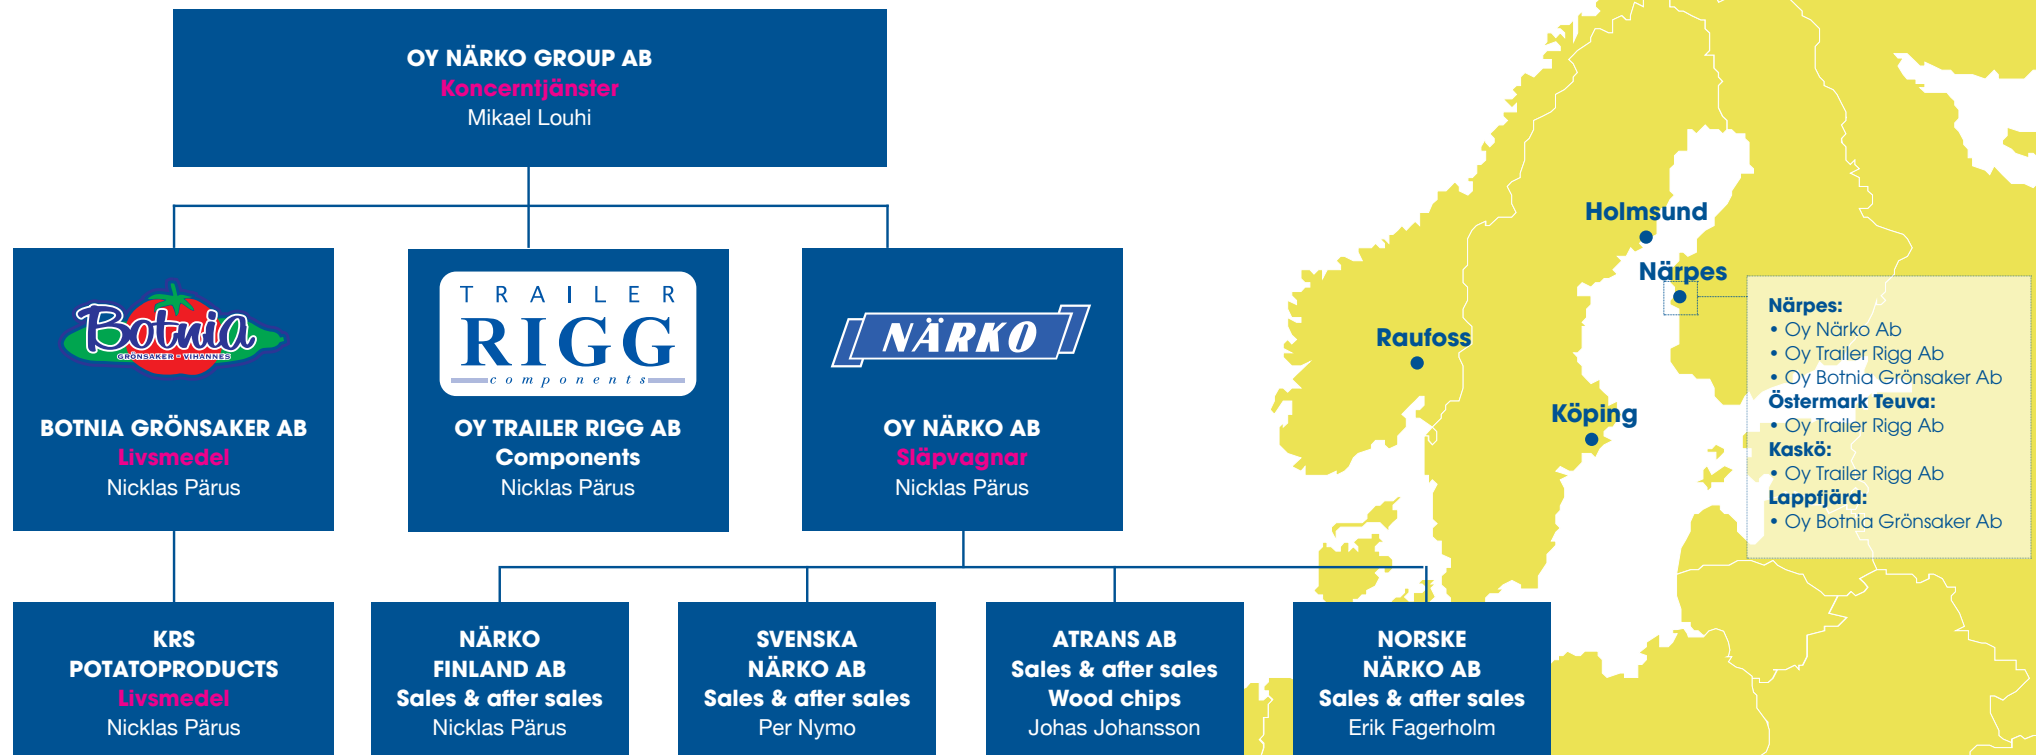 OY NÄRKO GROUP AB
Koncerntjänster
Mikael Louhi
Botnia
GRÖNSAKER - VIHANNES
BOTNIA GRÖNSAKER AB
Livsmedel
Nicklas Pärus
TRAILER
RIGG
components
OY TRAILER RIGG AB
Components
Nicklas Pärus
NÄRKO
OY NÄRKO AB
Släpvagnar
Nicklas Pärus
KRS
POTATOPRODUCTS
Livsmedel
Nicklas Pärus
NÄRKO
FINLAND AB
Sales & after sales
Nicklas Pärus
SVENSKA
NÄRKO AB
Sales & after sales
Per Nymo
ATRANS AB
Sales & after sales
Wood chips
Johas Johansson
NORSKE
NÄRKO AB
Sales & after sales
Erik Fagerholm
Holmsund
Närpes
Raufoss
Köping
Närpes:
• Oy Närko Ab
• Oy Trailer Rigg Ab
• Oy Botnia Grönsaker Ab
Östermark Teuva:
• Oy Trailer Rigg Ab
Kaskö:
• Oy Trailer Rigg Ab
Lappfjärd:
• Oy Botnia Grönsaker Ab